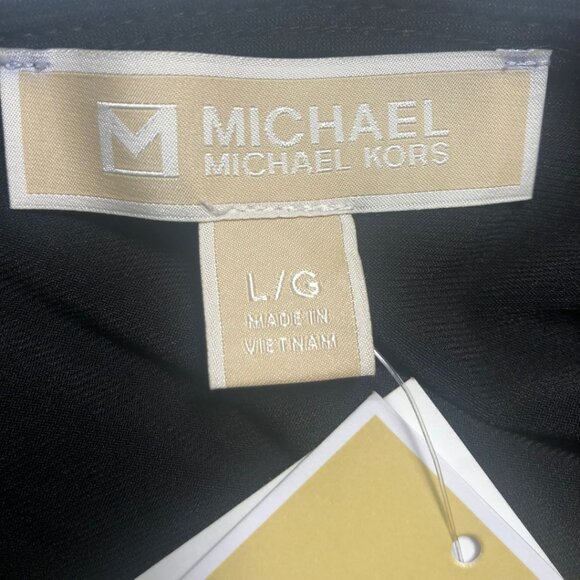 M MICHAEL
MICHAEL KORS
L/G
MADE IN
VIETNAM